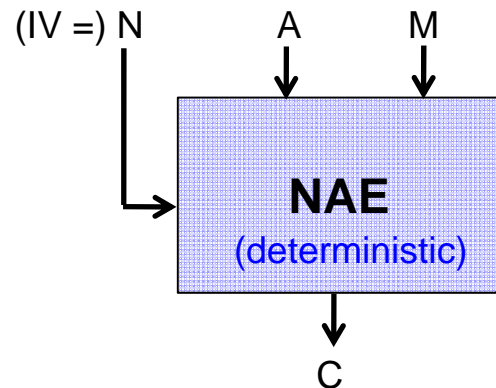 (IV =) N A M
NAE
(deterministic)
C